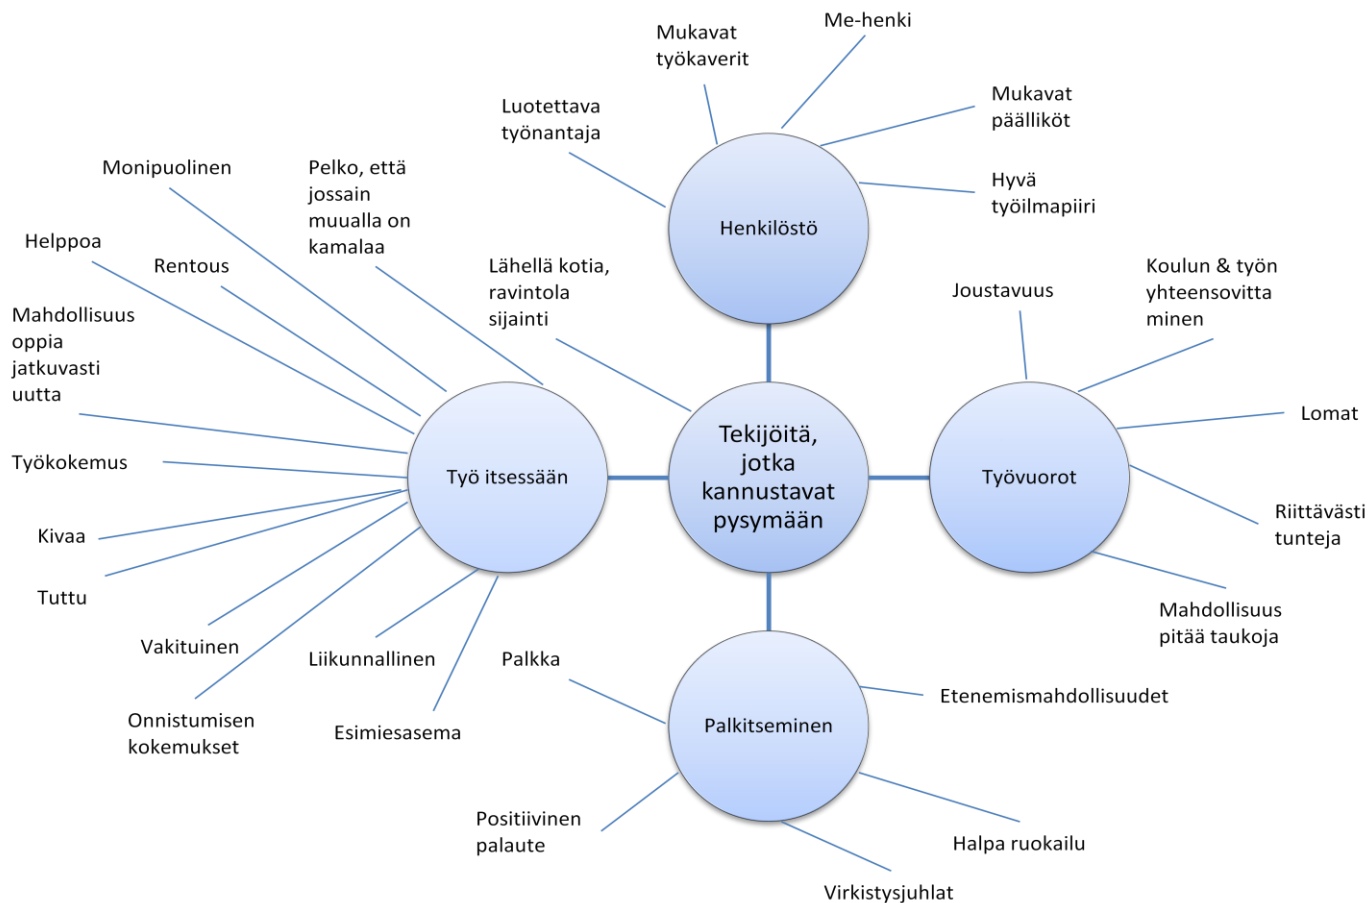 Me-henki
Mukavat
työkaverit
Luotettava
työnantaja
Mukavat
päälliköt
Hyvä
työilmapiiri
Henkilöstö
Monipuolinen
Pelko, että
jossain
muualla on
kamalaa
Helppoa
Rentous
Lähellä kotia,
ravintola
sijainti
Mahdollisuus
oppia
jatkuvasti
uutta
Työkokemus
Kivaa
Tuttu
Vakituinen
Onnistumisen
kokemukset
Liikunnallinen
Esimiesasema
Työ itsessään
Tekijöitä,
jotka
kannustavat
pysymään
Joustavuus
Koulun & työn
yhteensovitta
minen
Lomat
Riittävästi
tunteja
Mahdollisuus
pitää taukoja
Työvuorot
Palkka
Etenemismahdollisuudet
Palkitseminen
Positiivinen
palaute
Halpa ruokailu
Virkistysjuhlat